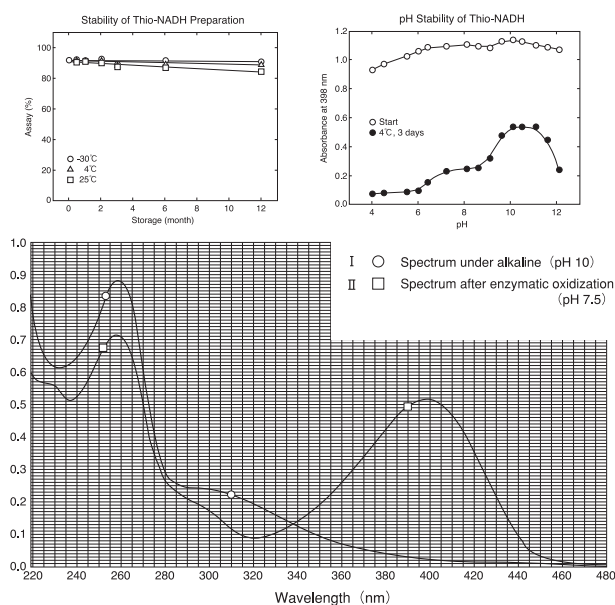 Stability of Thio-NADH Preparation
100
80
60
40
20
0
Assay (%)
-30℃
4℃
25℃
0 2 4 6 8 10 12
Storage (month)
pH Stability of Thio-NADH
1.2
1.0
0.8
0.6
0.4
0.2
0
Absorbance at 398 nm
Start
4℃, 3 days
4 6 8 10 12
pH
1.0
0.9
0.8
0.7
0.6
0.5
0.4
0.3
0.2
0.1
0.0
I Spectrum under alkaline (pH 10)
II Spectrum after enzymatic oxidization
(pH 7.5)
220 240 260 280 300 320 340 360 380 400 420 440 460 480
Wavelength (nm)